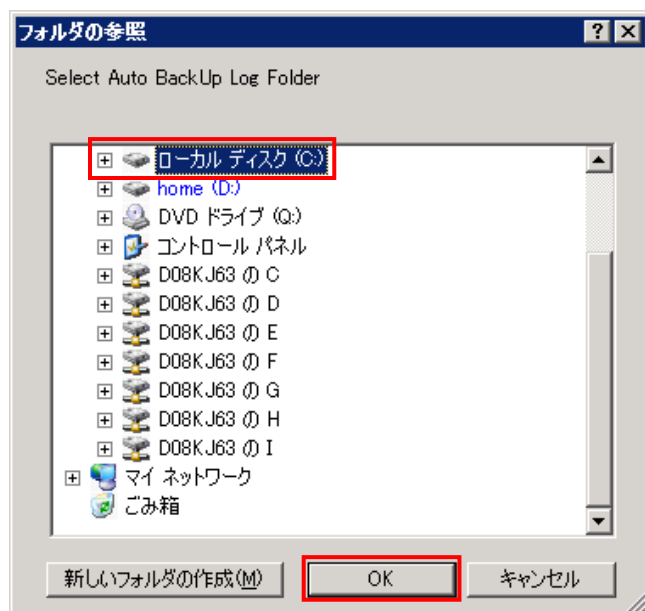 フォルダの参照
Select Auto BackUp Log Folder
ローカル ディスク (C:)
home (D:)
DVD ドライブ (Q:)
コントロール パネル
D08KJ63 の C
D08KJ63 の D
D08KJ63 の E
D08KJ63 の F
D08KJ63 の G
D08KJ63 の H
D08KJ63 の I
マイ ネットワーク
ごみ箱
新しいフォルダの作成(M) OK キャンセル